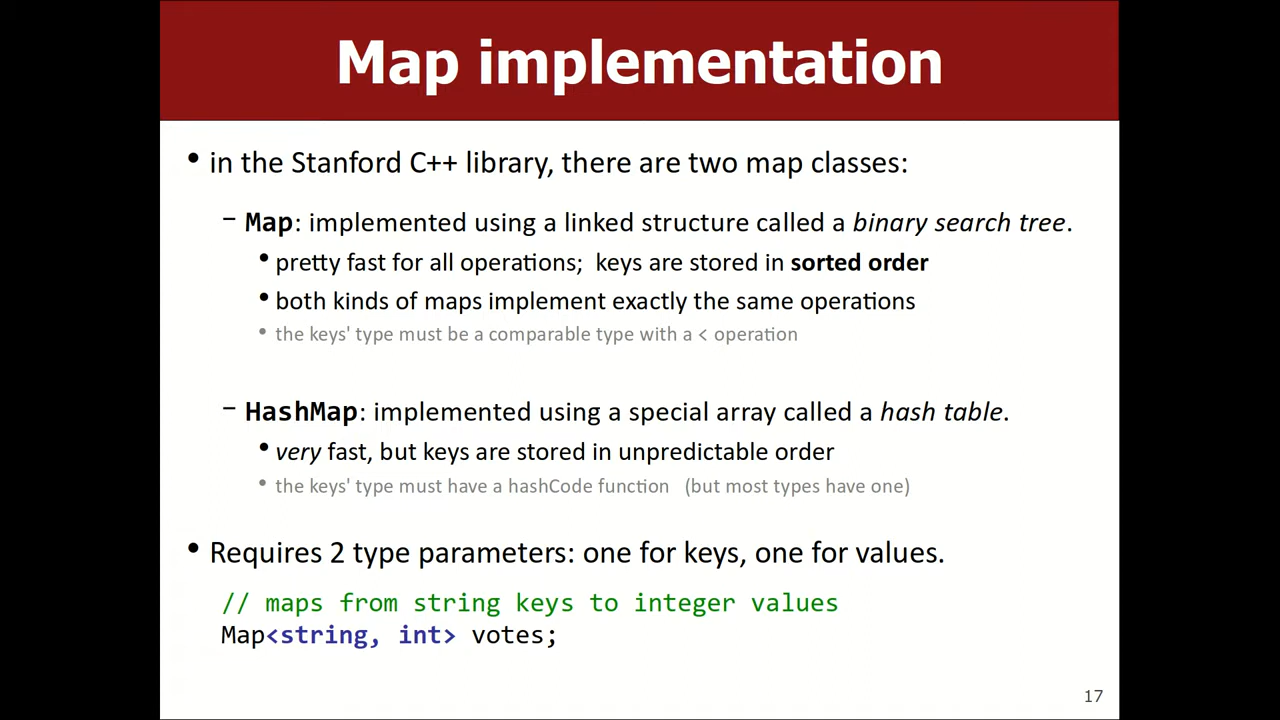 Map implementation
• in the Stanford C++ library, there are two map classes:
– Map: implemented using a linked structure called a binary search tree.
• pretty fast for all operations;  keys are stored in sorted order
• both kinds of maps implement exactly the same operations
• the keys' type must be a comparable type with a < operation
– HashMap: implemented using a special array called a hash table.
• very fast, but keys are stored in unpredictable order
• the keys' type must have a hashCode function   (but most types have one)
• Requires 2 type parameters: one for keys, one for values.
// maps from string keys to integer values
Map<string, int> votes;
17